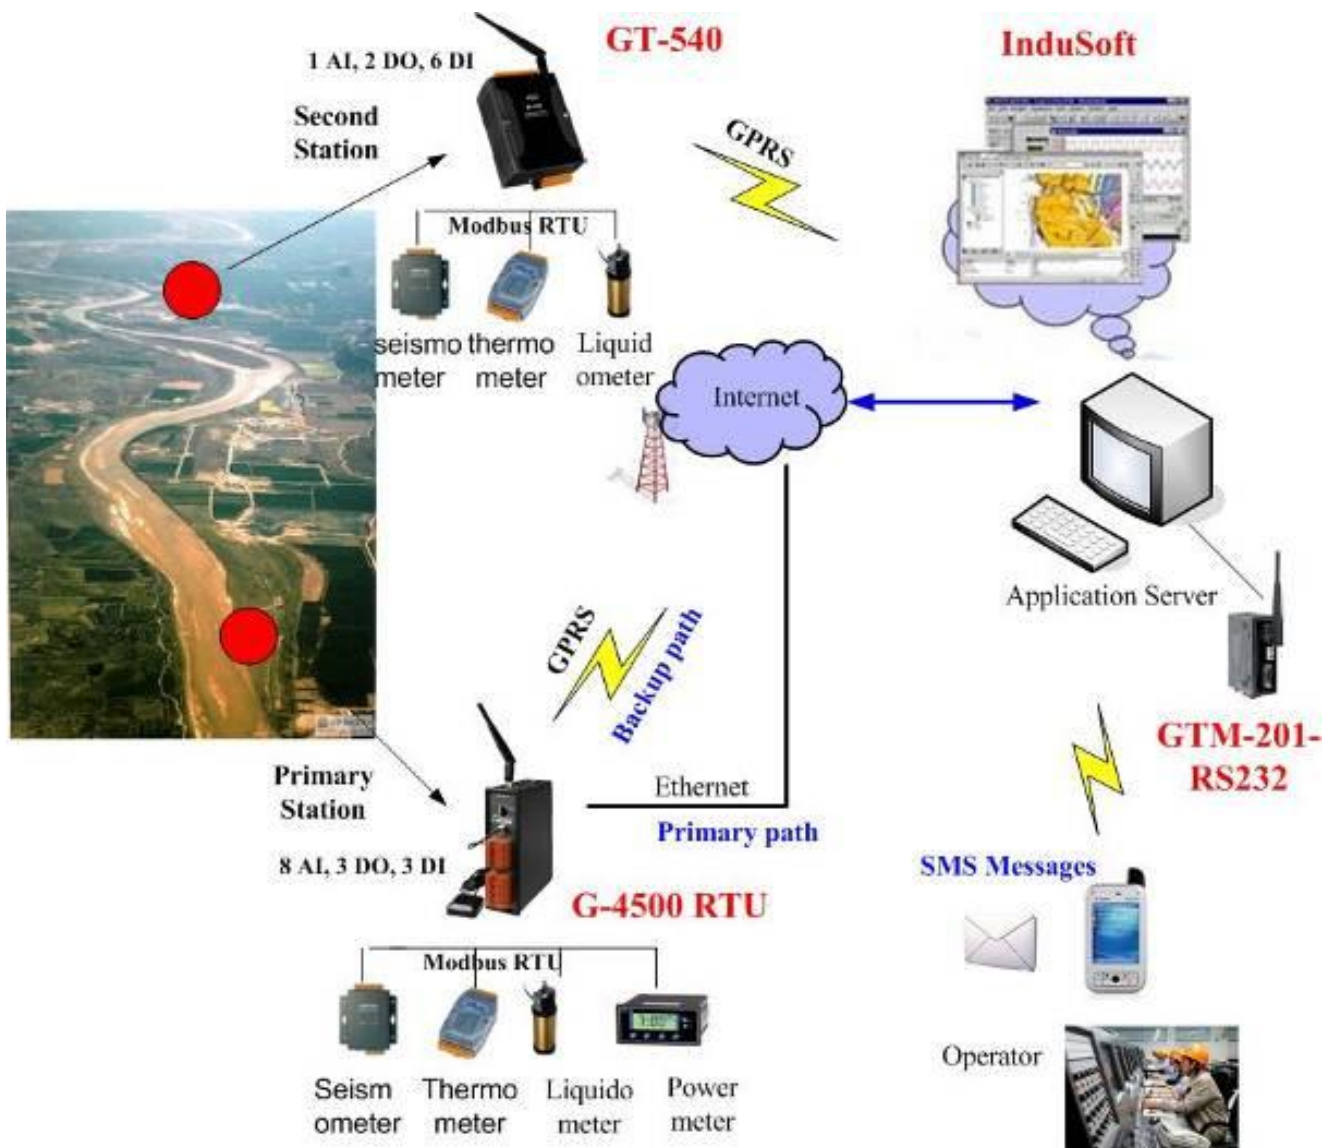 GT-540
InduSoft
1 AI, 2 DO, 6 DI
Second
Station
GPRS
Modbus RTU
seismo
meter
thermo
meter
Liquid
ometer
Internet
Application Server
GPRS
Backup path
GTM-201-
RS232
Primary
Station
Ethernet
Primary path
8 AI, 3 DO, 3 DI
SMS Messages
G-4500 RTU
Modbus RTU
Seism
ometer
Thermo
meter
Liquido
meter
Power
meter
Operator